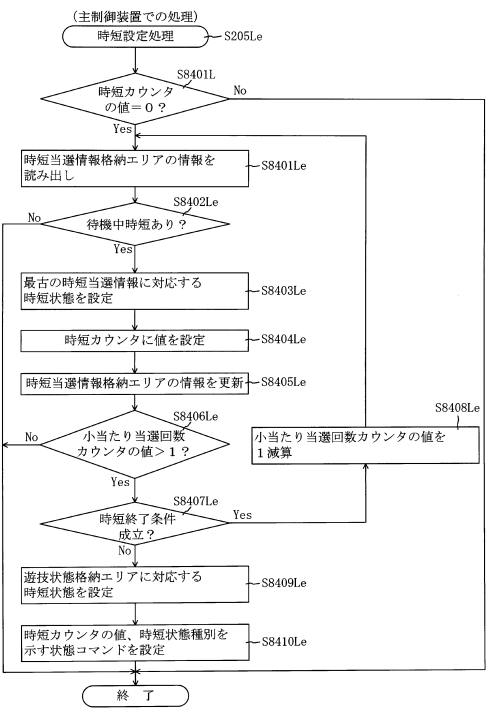 (主制御装置での処理)
時短設定処理
S205Le
S8401L
時短カウンタ
の値=0?
No
Yes
時短当選情報格納エリアの情報を
読み出し
S8401Le
S8402Le
待機中時短あり?
No
Yes
最古の時短当選情報に対応する
時短状態を設定
S8403Le
時短カウンタに値を設定
S8404Le
時短当選情報格納エリアの情報を更新
S8405Le
S8406Le
小当たり当選回数
カウンタの値>1?
No
Yes
S8408Le
小当たり当選回数カウンタの値を
1減算
S8407Le
時短終了条件
成立?
Yes
No
遊技状態格納エリアに対応する
時短状態を設定
S8409Le
時短カウンタの値、時短状態種別を
示す状態コマンドを設定
S8410Le
終 了